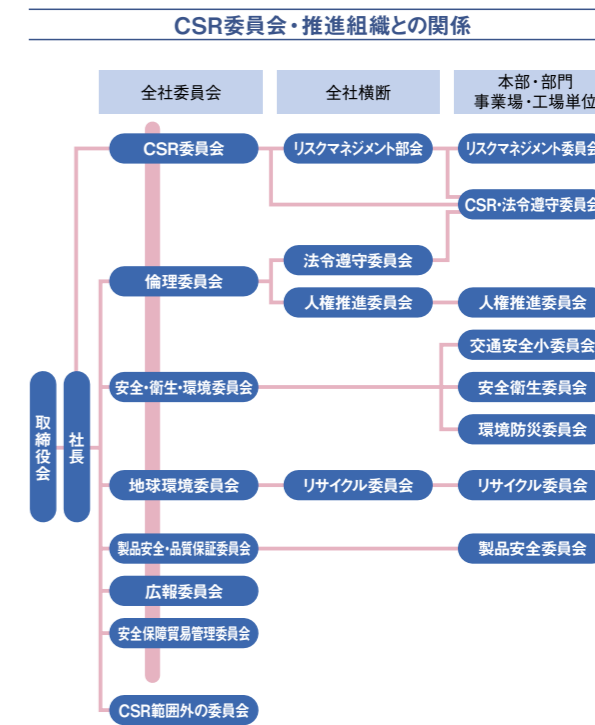 CSR委員会・推進組織との関係
全社委員会
全社横断
本部・部門
事業場・工場単位
CSR委員会
リスクマネジメント部会
リスクマネジメント委員会
CSR・法令遵守委員会
倫理委員会
法令遵守委員会
人権推進委員会
人権推進委員会
交通安全小委員会
安全・衛生・環境委員会
安全衛生委員会
環境防災委員会
取締役会
社長
地球環境委員会
リサイクル委員会
リサイクル委員会
製品安全・品質保証委員会
製品安全委員会
広報委員会
安全保障貿易管理委員会
CSR範囲外の委員会